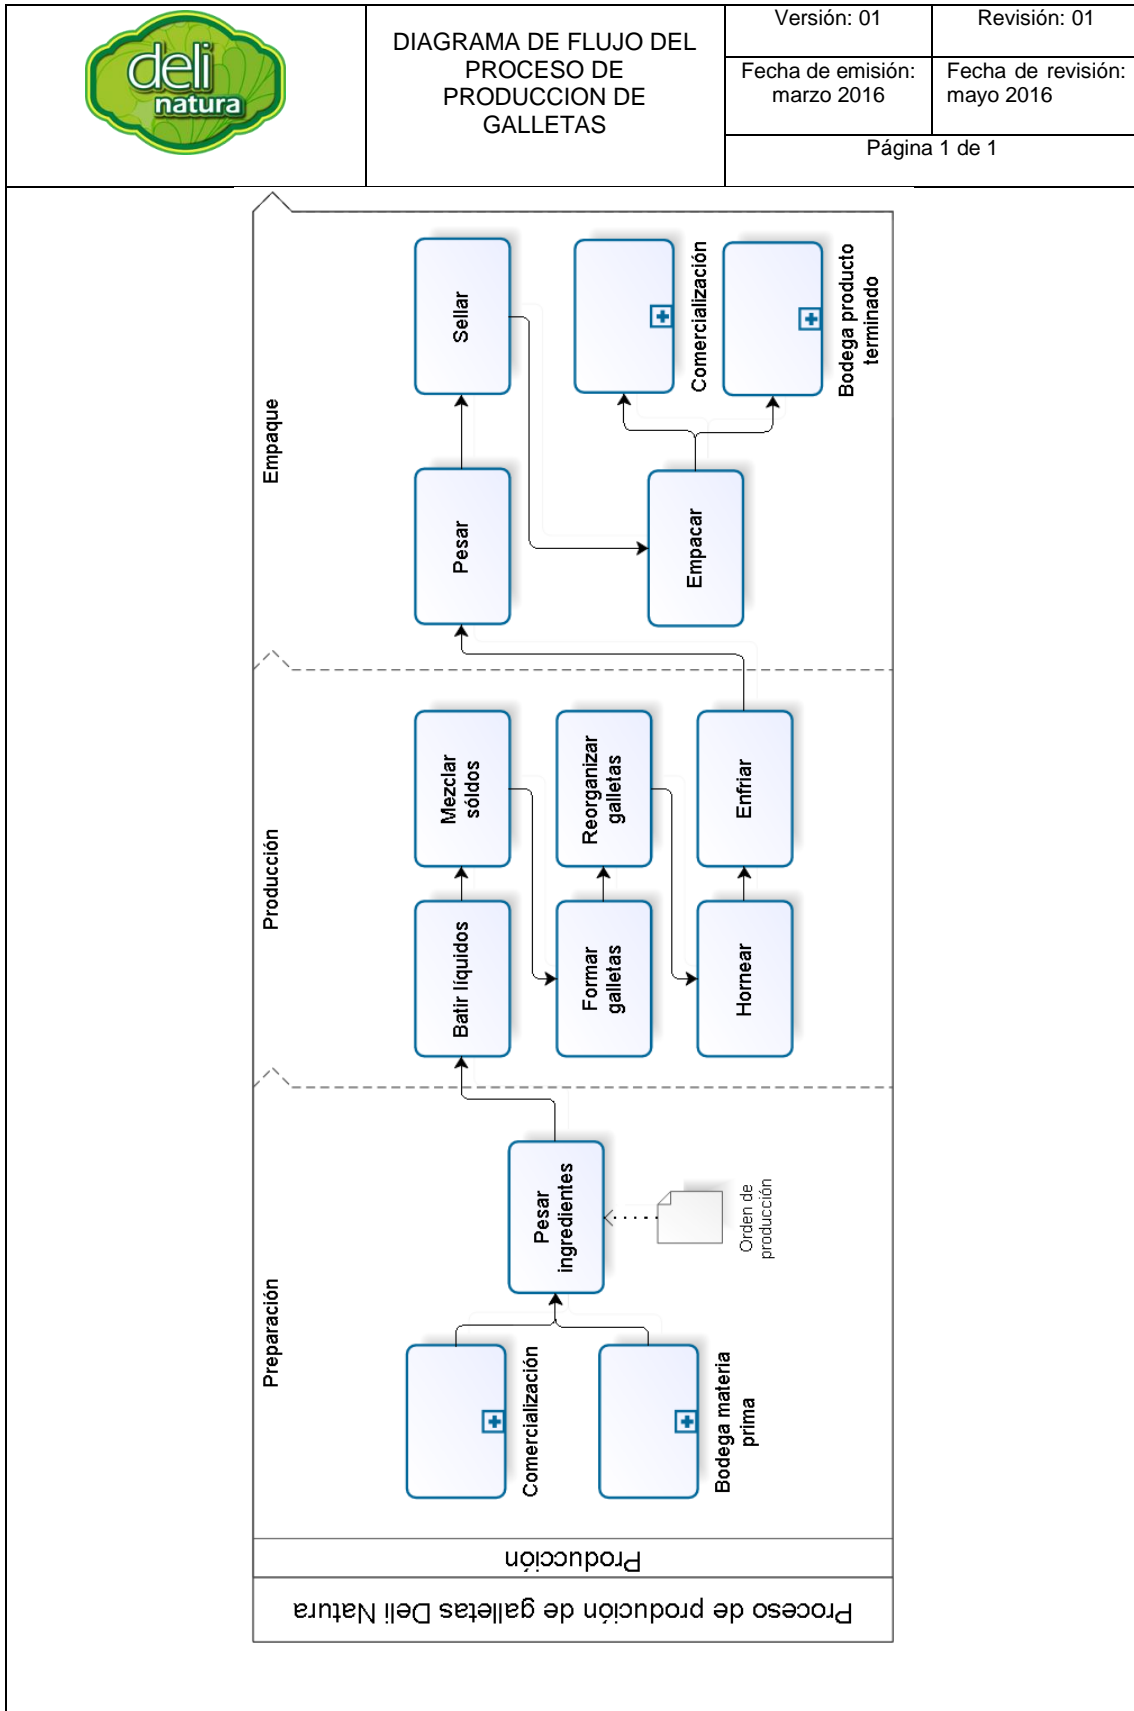 deli
natura
DIAGRAMA DE FLUJO DEL
PROCESO DE
PRODUCCION DE
GALLETAS
Versión: 01
Revisión: 01
Fecha de emisión:
marzo 2016
Fecha de revisión:
mayo 2016
Página 1 de 1
Proceso de produción de galletas Deli Natura
Producción
Preparación
Comercialización
Bodega materia
prima
Pesar
ingredientes
Orden de
producción
Producción
Batir líquidos
Mezclar
sóldos
Formar
galletas
Reorganizar
galletas
Hornear
Enfriar
Empaque
Pesar
Sellar
Empacar
Comercialización
Bodega producto
terminado